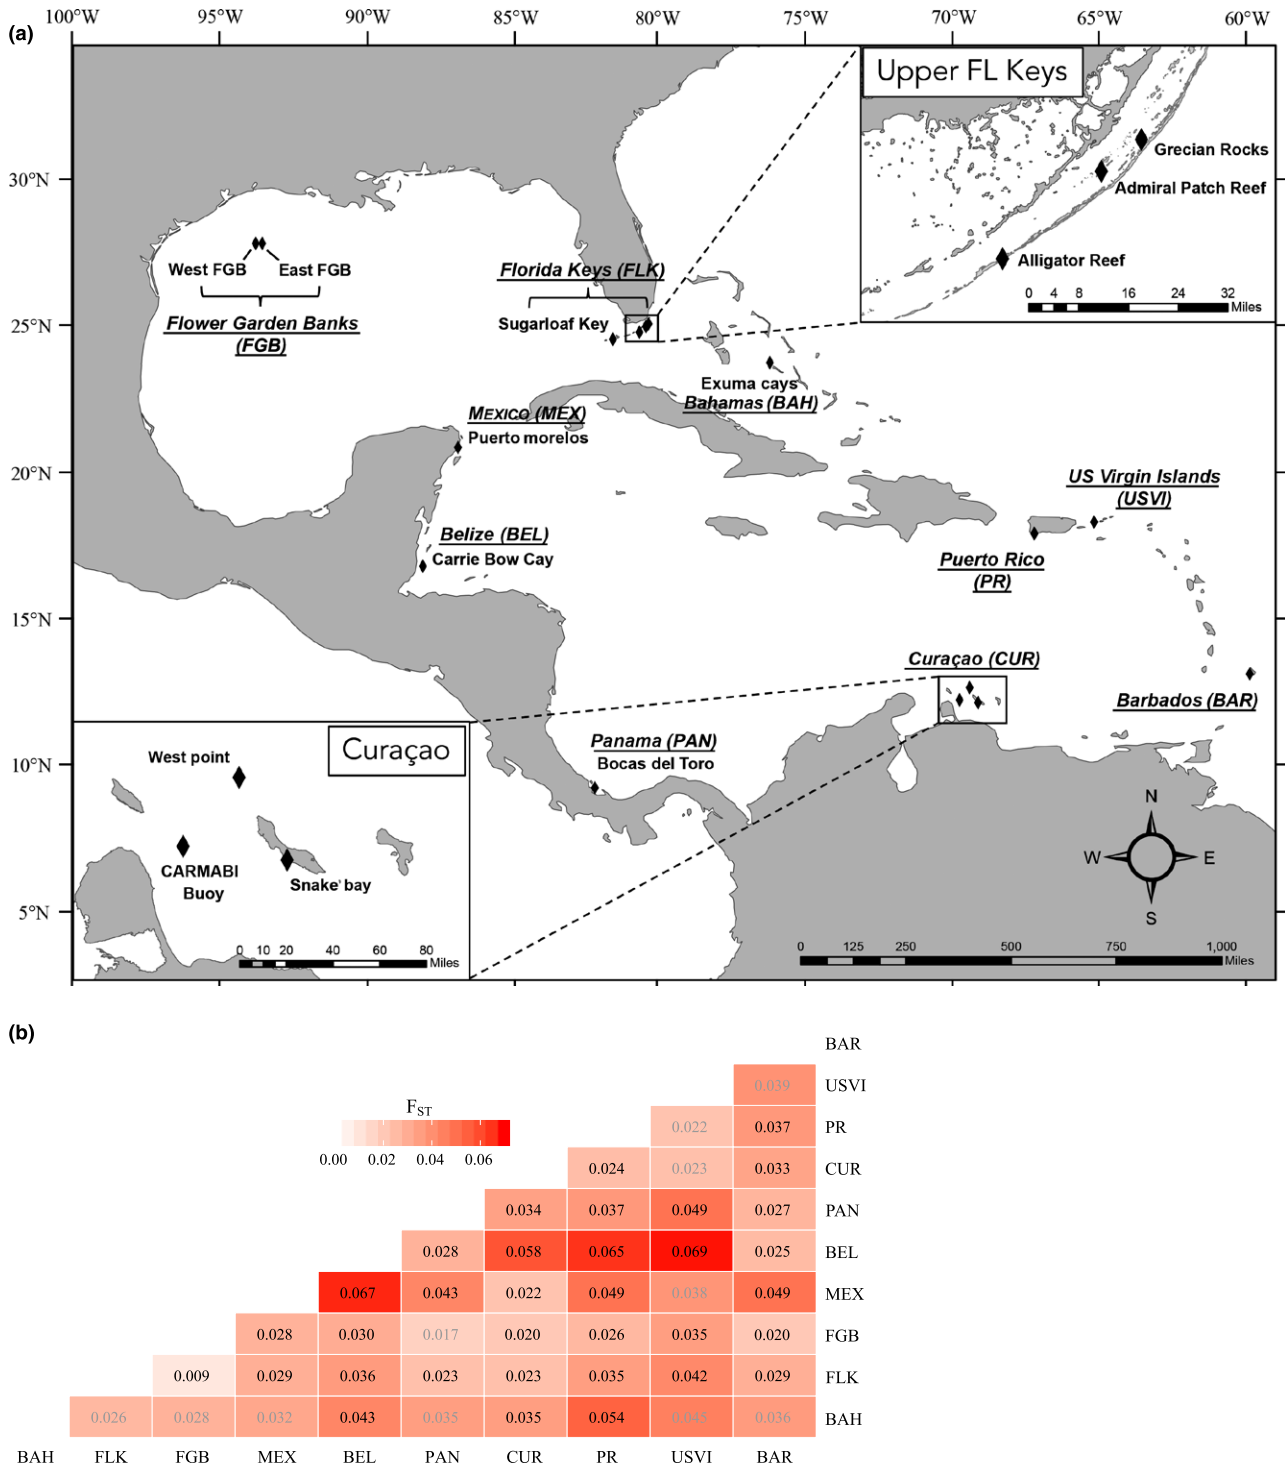 (a)
100°W 95°W 90°W 85°W 80°W 75°W 70°W 65°W 60°W
30°N
25°N
20°N
15°N
10°N
5°N
Upper FL Keys
Grecian Rocks
Admiral Patch Reef
Alligator Reef
0 4 8 16 24 32
Miles
West FGB
East FGB
Flower Garden Banks
(FGB)
Florida Keys (FLK)
Sugarloaf Key
Exuma cays
Bahamas (BAH)
MEXICO (MEX)
Puerto morelos
US Virgin Islands
(USVI)
Belize (BEL)
Carrie Bow Cay
Puerto Rico
(PR)
Curaçao (CUR)
Barbados (BAR)
Panama (PAN)
Bocas del Toro
Curaçao
West point
CARMABI
Buoy
Snake bay
0 10 20 40 60 80
Miles
N
W E
S
0 125 250 500 750 1,000
Miles
(b)
FST
0.00 0.02 0.04 0.06
BAR
0.039 USVI
0.022 0.037 PR
0.024 0.023 0.033 CUR
0.034 0.037 0.049 0.027 PAN
0.028 0.058 0.065 0.069 0.025 BEL
0.067 0.043 0.022 0.049 0.038 0.049 MEX
0.028 0.030 0.017 0.020 0.026 0.035 0.020 FGB
0.009 0.029 0.036 0.023 0.023 0.035 0.042 0.029 FLK
0.026 0.028 0.032 0.043 0.035 0.035 0.054 0.045 0.036 BAH
BAH FLK FGB MEX BEL PAN CUR PR USVI BAR